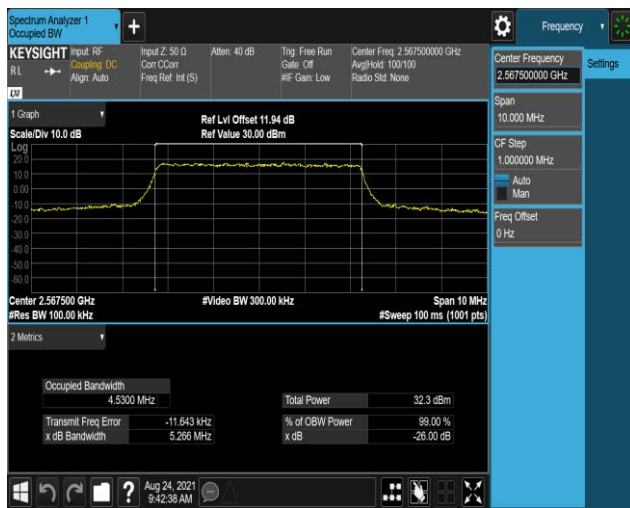 Spectrum Analyzer 1
Occupied BW
Frequency
KEYSIGHT
Input: RF
Input Z: 50 Ω
Atten: 40 dB
Trig: Free Run
Center Freq: 2.567500000 GHz
RL
Coupling: DC
Corr CCorr
Gate: Off
Avg|Hold: 100/100
Align: Auto
Freq Ref: Int (S)
#IF Gain: Low
Radio Std: None
LXI
Center Frequency
2.567500000 GHz
Settings
Span
10.000 MHz
CF Step
1.000000 MHz
Auto
Man
Freq Offset
0 Hz
1 Graph
Ref Lvl Offset 11.94 dB
Scale/Div 10.0 dB
Ref Value 30.00 dBm
Log
20.0
10.0
0.00
-10.0
-20.0
-30.0
-40.0
-50.0
-60.0
Center 2.567500 GHz
#Video BW 300.00 kHz
Span 10 MHz
#Res BW 100.00 kHz
#Sweep 100 ms (1001 pts)
2 Metrics
Occupied Bandwidth
4.5300 MHz
Total Power
32.3 dBm
Transmit Freq Error
-11.643 kHz
% of OBW Power
99.00 %
x dB Bandwidth
5.266 MHz
x dB
-26.00 dB
Aug 24, 2021
9:42:38 AM